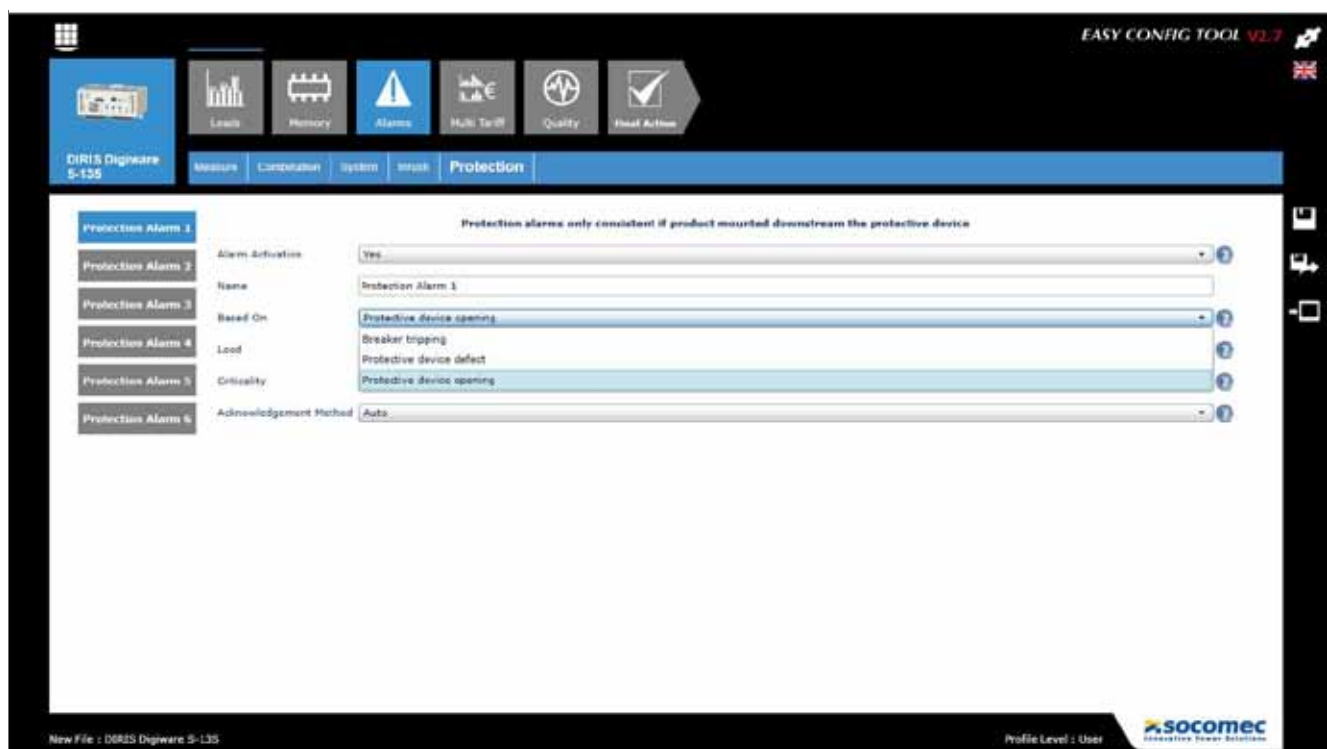 EASY CONFIG TOOL V2.7
Loads
Memory
Alarms
Multi Tariff
Quality
Final Action
DIRIS Digiware
S-135
Measure
Combination
System
Inrush
Protection
Protection alarms only consistent if product mounted downstream the protective device
Protection Alarm 1
Protection Alarm 2
Protection Alarm 3
Protection Alarm 4
Protection Alarm 5
Protection Alarm 6
Alarm Activation
Yes
Name
Protection Alarm 1
Based On
Protective device opening
Breaker tripping
Protective device defect
Protective device opening
Load
Criticality
Acknowledgement Method
Auto
New File : DIRIS Digiware S-135
Profile Level : User
socomec
Innovative Power Solutions